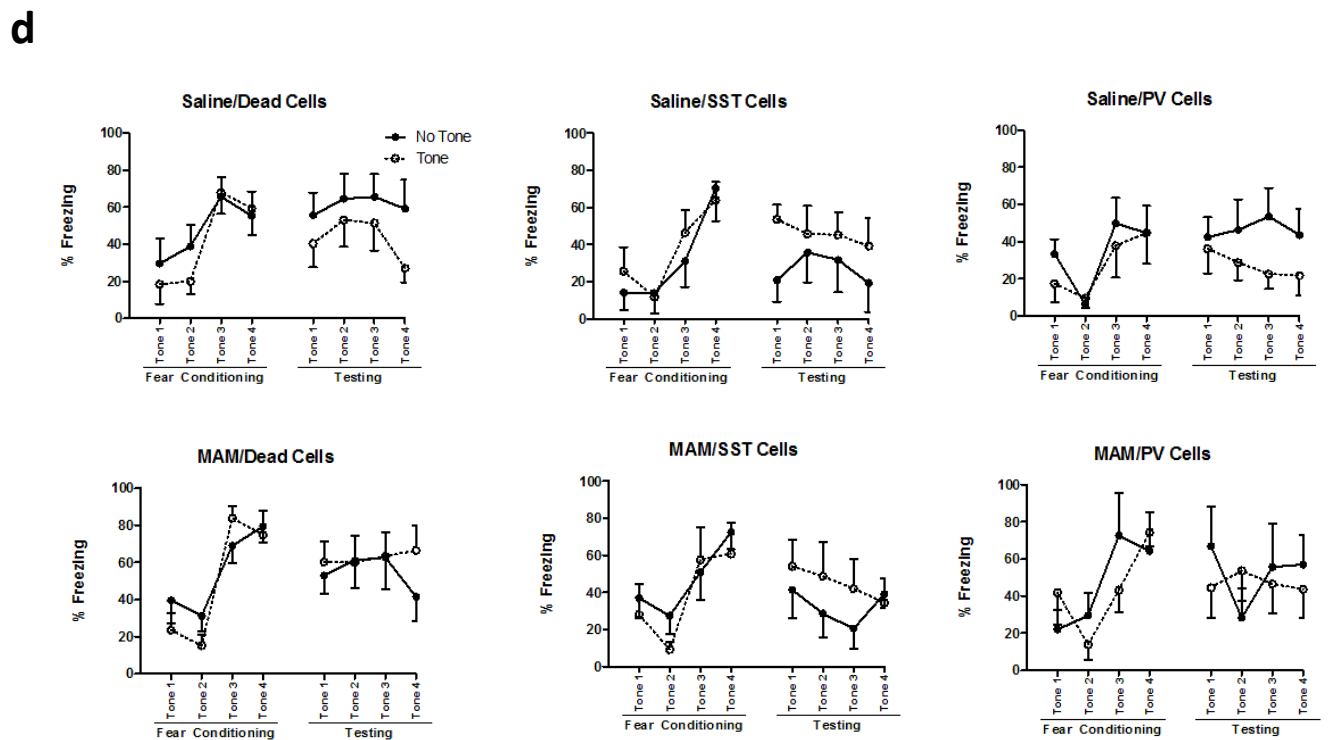 d
Saline/Dead Cells
% Freezing
100
80
60
40
20
0
No Tone
Tone
Tone 1
Tone 2
Tone 3
Tone 4
Tone 1
Tone 2
Tone 3
Tone 4
Fear Conditioning
Testing
Saline/SST Cells
% Freezing
100
80
60
40
20
0
Tone 1
Tone 2
Tone 3
Tone 4
Tone 1
Tone 2
Tone 3
Tone 4
Fear Conditioning
Testing
Saline/PV Cells
% Freezing
100
80
60
40
20
0
Tone 1
Tone 2
Tone 3
Tone 4
Tone 1
Tone 2
Tone 3
Tone 4
Fear Conditioning
Testing
MAM/Dead Cells
% Freezing
100
80
60
40
20
0
Tone 1
Tone 2
Tone 3
Tone 4
Tone 1
Tone 2
Tone 3
Tone 4
Fear Conditioning
Testing
MAM/SST Cells
% Freezing
100
80
60
40
20
0
Tone 1
Tone 2
Tone 3
Tone 4
Tone 1
Tone 2
Tone 3
Tone 4
Fear Conditioning
Testing
MAM/PV Cells
% Freezing
100
80
60
40
20
0
Tone 1
Tone 2
Tone 3
Tone 4
Tone 1
Tone 2
Tone 3
Tone 4
Fear Conditioning
Testing